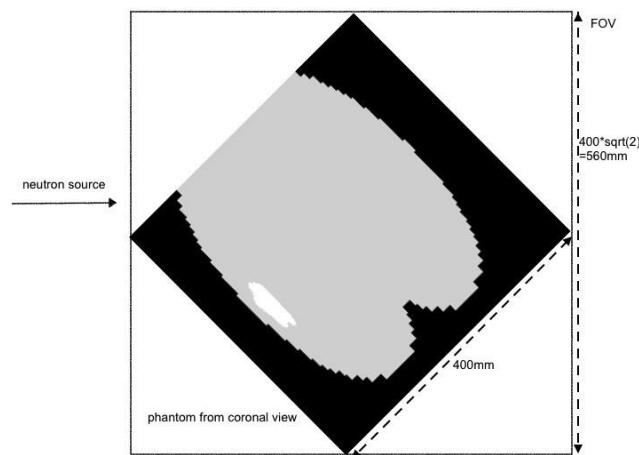 FOV
400*sqrt(2)
=560mm
neutron source
400mm
phantom from coronal view